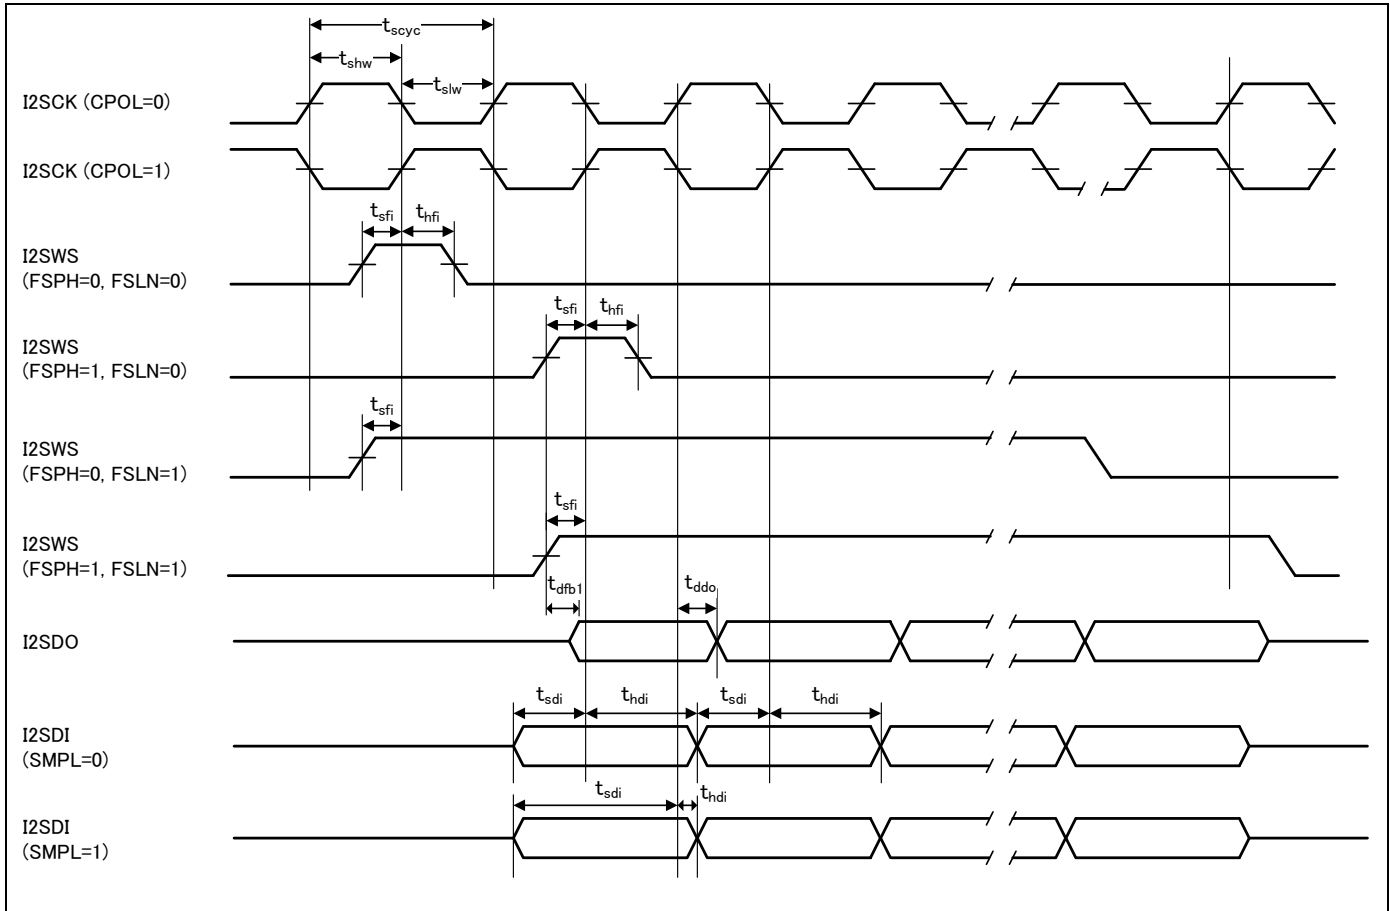 tscyc
tshw
tslw
I2SCK (CPOL=0)
I2SCK (CPOL=1)
tsfi thfi
I2SWS
(FSPH=0, FSLN=0)
tsfi thfi
I2SWS
(FSPH=1, FSLN=0)
tsfi
I2SWS
(FSPH=0, FSLN=1)
tsfi
I2SWS
(FSPH=1, FSLN=1)
tdfb1 tddo
I2SDO
tsdi thdi tsdi thdi
I2SDI
(SMPL=0)
tsdi thdi
I2SDI
(SMPL=1)